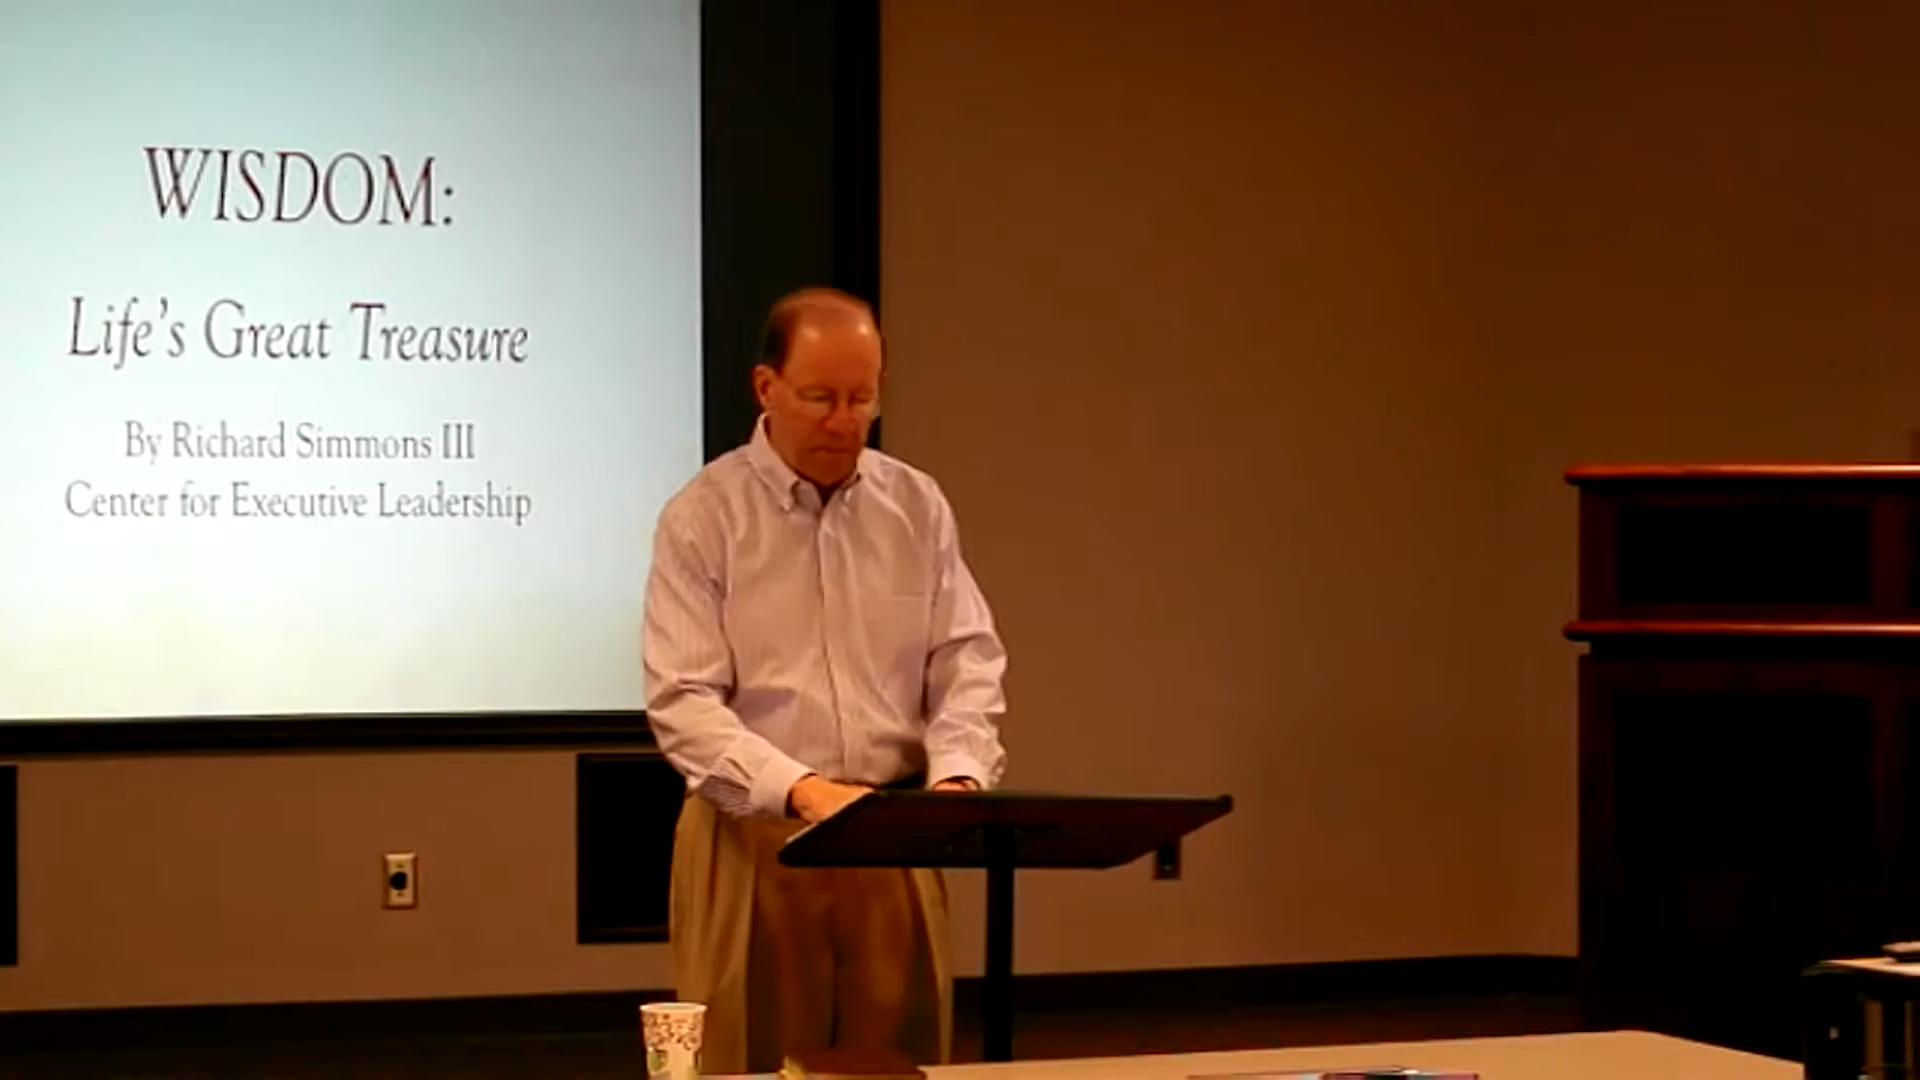 WISDOM:
Life's Great Treasure
By Richard Simmons III
Center for Executive Leadership